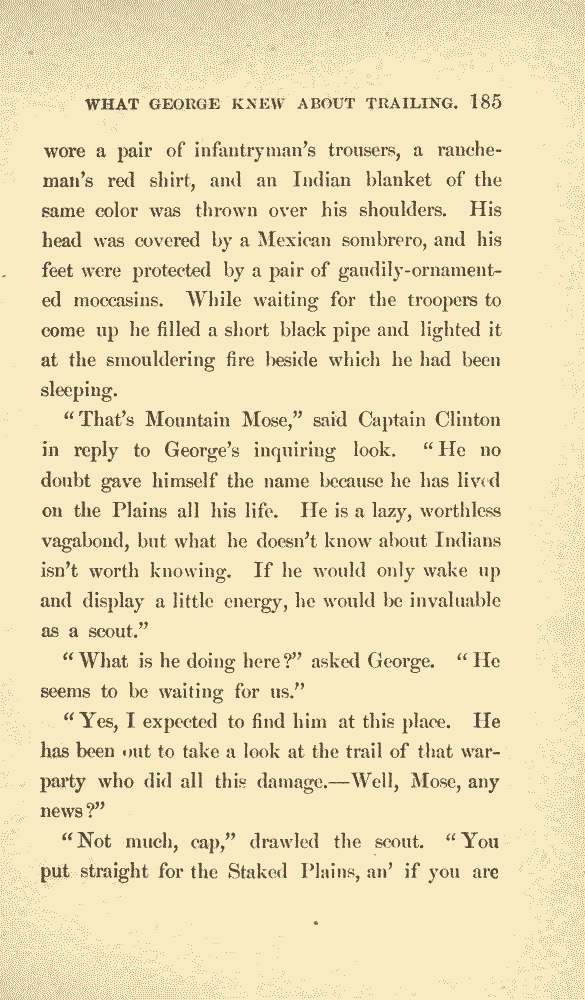 WHAT GEORGE KNEW ABOUT TRAILING. 185
wore a pair of infantryman's trousers, a ranche-
man's red shirt, and an Indian blanket of the
same color was thrown over his shoulders. His
head was covered by a Mexican sombrero, and his
feet were protected by a pair of gaudily-ornament-
ed moccasins. While waiting for the troopers to
come up he filled a short black pipe and lighted it
at the smouldering fire beside which he had been
sleeping.
“That's Mountain Mose,” said Captain Clinton
in reply to George's inquiring look. “He no
doubt gave himself the name because he has lived
on the Plains all his life. He is a lazy, worthless
vagabond, but what he doesn't know about Indians
isn't worth knowing. If he would only wake up
and display a little energy, he would be invaluable
as a scout.”
“What is he doing here?” asked George. “He
seems to be waiting for us.”
“Yes, I expected to find him at this place. He
has been out to take a look at the trail of that war-
party who did all this damage.—Well, Mose, any
news?”
“Not much, cap,” drawled the scout. “You
put straight for the Staked Plains, an' if you are